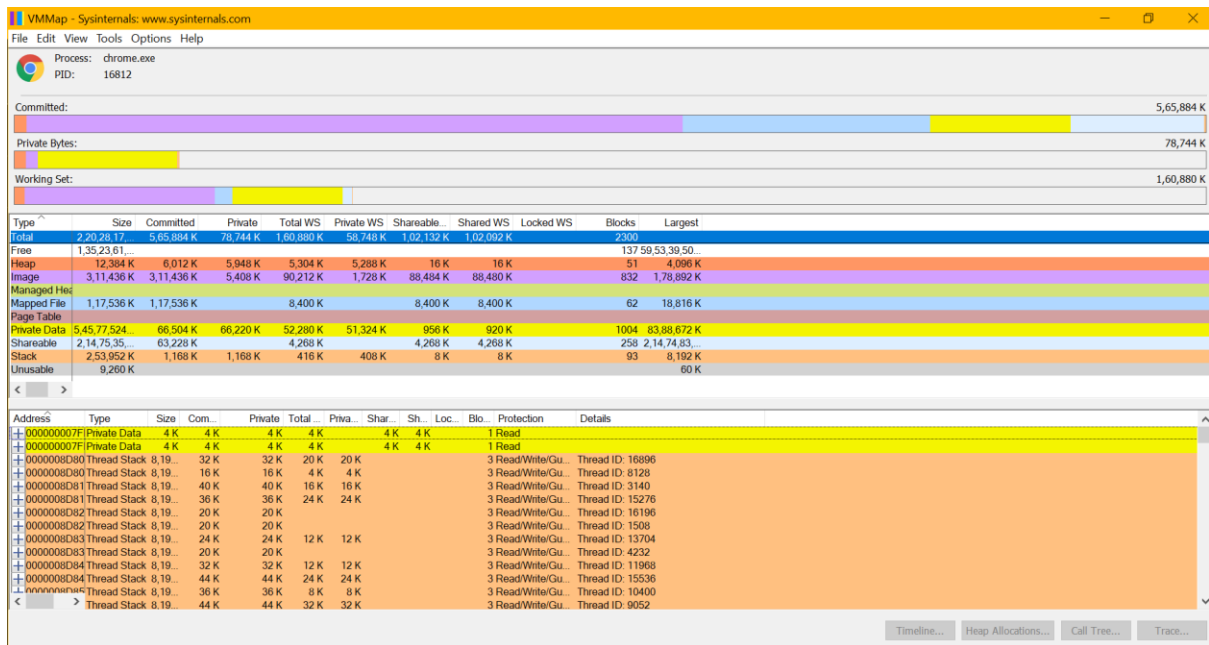 VMMap - Sysinternals: www.sysinternals.com
File Edit View Tools Options Help
Process: chrome.exe
PID: 16812
Committed: 5,65,884 K
Private Bytes: 78,744 K
Working Set: 1,60,880 K
Type Size Committed Private Total WS Private WS Shareable... Shared WS Locked WS Blocks Largest
Total 2,20,28,17,... 5,65,884 K 78,744 K 1,60,880 K 58,748 K 1,02,132 K 1,02,092 K 2300
Free 1,35,23,61,... 137 59,53,39,50...
Heap 12,384 K 6,012 K 5,948 K 5,304 K 5,288 K 16 K 16 K 51 4,096 K
Image 3,11,436 K 3,11,436 K 5,408 K 90,212 K 1,728 K 88,484 K 88,480 K 832 1,78,892 K
Managed Hea
Mapped File 1,17,536 K 1,17,536 K 8,400 K 8,400 K 8,400 K 62 18,816 K
Page Table
Private Data 5,45,77,524... 66,504 K 66,220 K 52,280 K 51,324 K 956 K 920 K 1004 83,88,672 K
Shareable 2,14,75,35,... 63,228 K 4,268 K 4,268 K 4,268 K 258 2,14,74,83,...
Stack 2,53,952 K 1,168 K 1,168 K 416 K 408 K 8 K 8 K 93 8,192 K
Unusable 9,260 K 60 K
Address Type Size Com... Private Total ... Priva... Shar... Sh... Loc... Blo... Protection Details
000000007F Private Data 4 K 4 K 4 K 4 K 4 K 4 K 1 Read
000000007F Private Data 4 K 4 K 4 K 4 K 4 K 4 K 1 Read
0000008D80 Thread Stack 8,19... 32 K 32 K 20 K 20 K 3 Read/Write/Gu... Thread ID: 16896
0000008D80 Thread Stack 8,19... 16 K 16 K 4 K 4 K 3 Read/Write/Gu... Thread ID: 8128
0000008D81 Thread Stack 8,19... 40 K 40 K 16 K 16 K 3 Read/Write/Gu... Thread ID: 3140
0000008D81 Thread Stack 8,19... 36 K 36 K 24 K 24 K 3 Read/Write/Gu... Thread ID: 15276
0000008D82 Thread Stack 8,19... 20 K 20 K 3 Read/Write/Gu... Thread ID: 16196
0000008D82 Thread Stack 8,19... 20 K 20 K 3 Read/Write/Gu... Thread ID: 1508
0000008D83 Thread Stack 8,19... 24 K 24 K 12 K 12 K 3 Read/Write/Gu... Thread ID: 13704
0000008D83 Thread Stack 8,19... 20 K 20 K 3 Read/Write/Gu... Thread ID: 4232
0000008D84 Thread Stack 8,19... 32 K 32 K 12 K 12 K 3 Read/Write/Gu... Thread ID: 11968
0000008D84 Thread Stack 8,19... 44 K 44 K 24 K 24 K 3 Read/Write/Gu... Thread ID: 15536
0000008D85 Thread Stack 8,19... 36 K 36 K 8 K 8 K 3 Read/Write/Gu... Thread ID: 10400
Thread Stack 8,19... 44 K 44 K 32 K 32 K 3 Read/Write/Gu... Thread ID: 9052
Timeline... Heap Allocations... Call Tree... Trace...